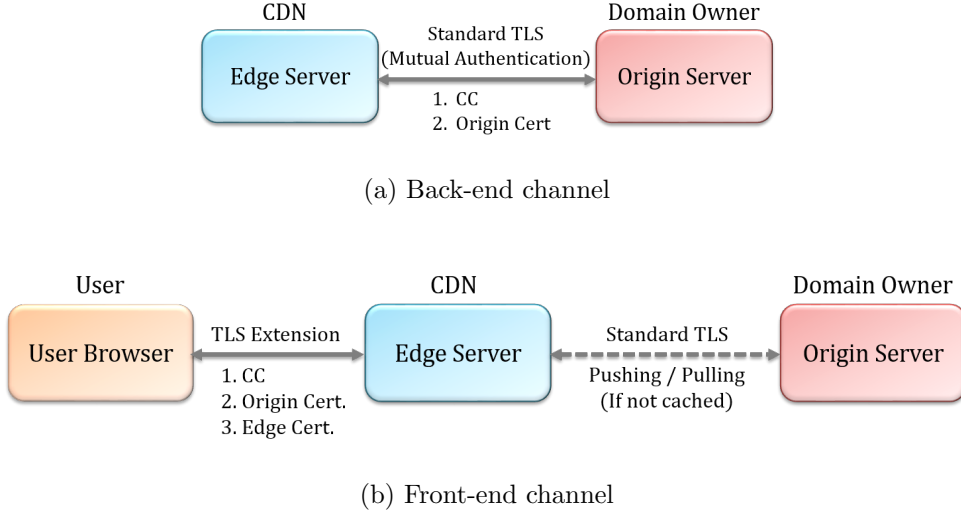 CDN
Domain Owner
Edge Server
Standard TLS
(Mutual Authentication)
1. CC
2. Origin Cert
Origin Server
(a) Back-end channel
User
CDN
Domain Owner
User Browser
TLS Extension
1. CC
2. Origin Cert.
3. Edge Cert.
Edge Server
Standard TLS
Pushing / Pulling
(If not cached)
Origin Server
(b) Front-end channel